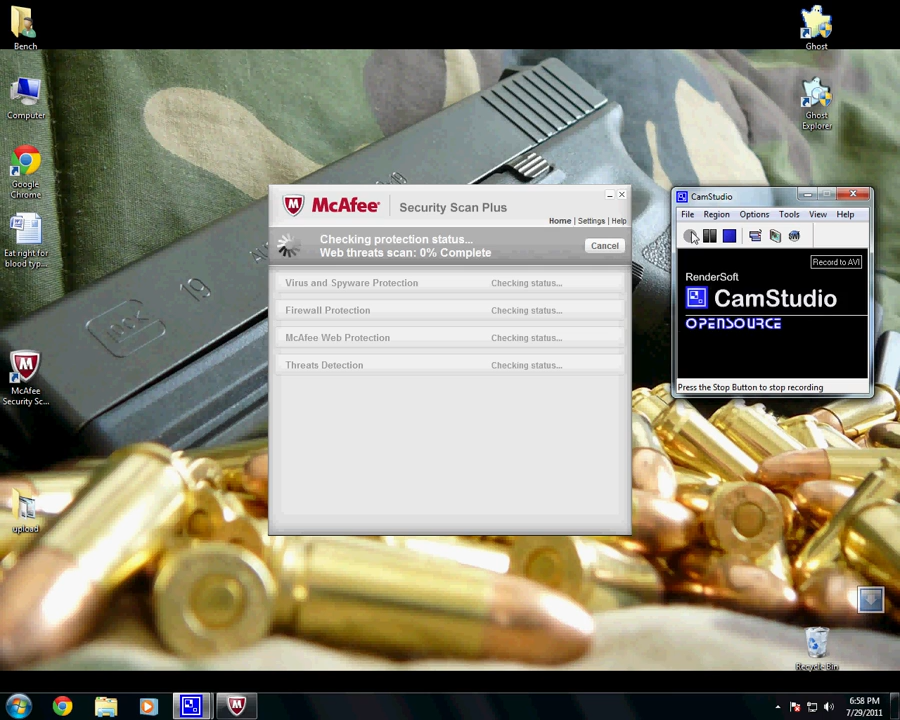 Bench
Computer
Google
Chrome
Eat right for
blood typ...
McAfee
Security Sc...
upload
Ghost
Ghost
Explorer
Recycle Bin
19
GLOCK
McAfee® Security Scan Plus
Home | Settings | Help
Checking protection status...
Web threats scan: 0% Complete
Cancel
Virus and Spyware Protection Checking status...
Firewall Protection Checking status...
McAfee Web Protection Checking status...
Threats Detection Checking status...
CamStudio
File Region Options Tools View Help
Record to AVI
RenderSoft
CamStudio
OPENSOURCE
Press the Stop Button to stop recording
6:58 PM
7/29/2011